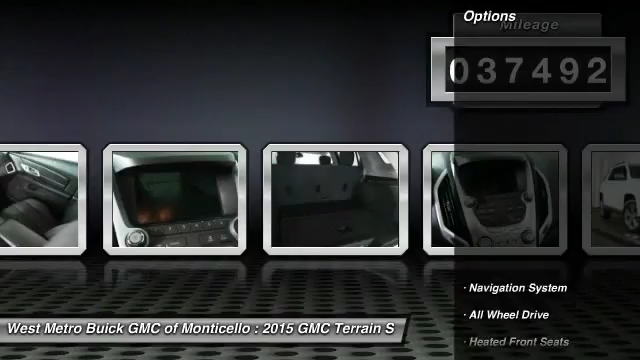 Options
Mileage
037492
· Navigation System
· All Wheel Drive
· Heated Front Seats
West Metro Buick GMC of Monticello : 2015 GMC Terrain S